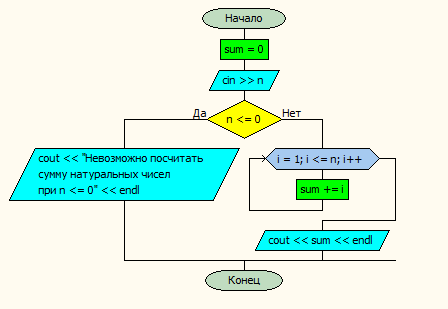 Начало
sum = 0
cin >> n
Да
n <= 0
Нет
cout << "Невозможно посчитать
сумму натуральных чисел
при n <= 0" << endl
i = 1; i <= n; i++
sum += i
cout << sum << endl
Конец